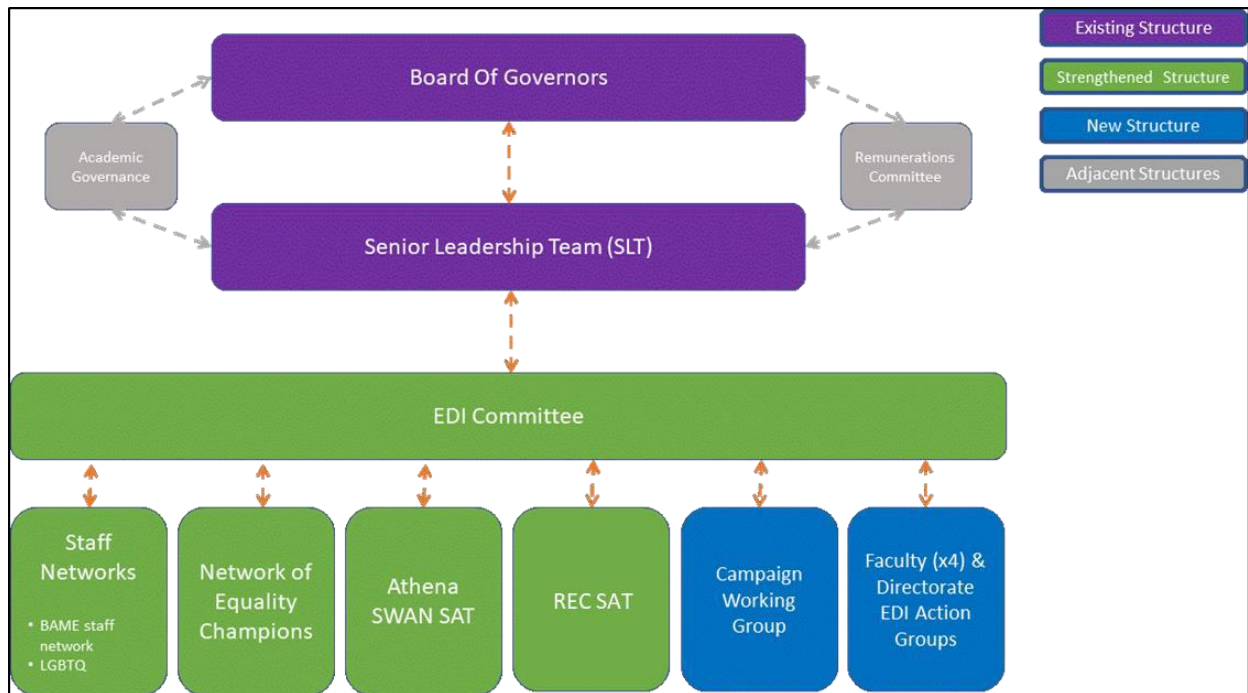 Board Of Governors
Existing Structure
Strengthened Structure
New Structure
Adjacent Structures
Academic
Governance
Remunerations
Committee
Senior Leadership Team (SLT)
EDI Committee
Staff
Networks
• BAME staff
network
• LGBTQ
Network of
Equality
Champions
Athena
SWAN SAT
REC SAT
Campaign
Working
Group
Faculty (x4) &
Directorate
EDI Action
Groups